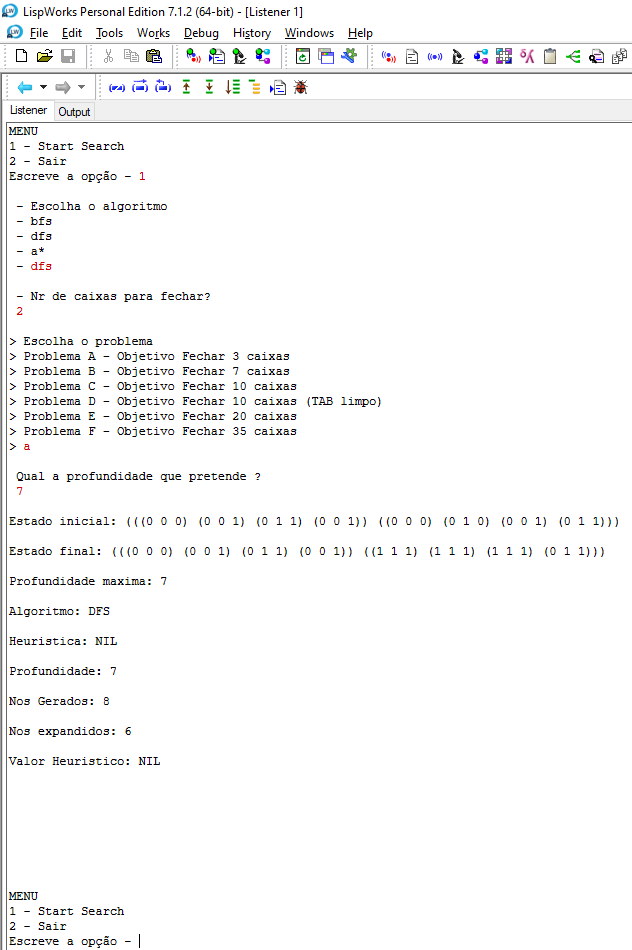 LispWorks Personal Edition 7.1.2 (64-bit) - [Listener 1]
File Edit Tools Works Debug History Windows Help
Listener Output
MENU
1 - Start Search
2 - Sair
Escreve a opção - 1
- Escolha o algoritmo
- bfs
- dfs
- a*
- dfs
- Nr de caixas para fechar?
2
> Escolha o problema
> Problema A - Objetivo Fechar 3 caixas
> Problema B - Objetivo Fechar 7 caixas
> Problema C - Objetivo Fechar 10 caixas
> Problema D - Objetivo Fechar 10 caixas (TAB limpo)
> Problema E - Objetivo Fechar 20 caixas
> Problema F - Objetivo Fechar 35 caixas
> a
Qual a profundidade que pretende ?
7
Estado inicial: (((0 0 0) (0 0 1) (0 1 1) (0 0 1)) ((0 0 0) (0 1 0) (0 0 1) (0 1 1)))
Estado final: (((0 0 0) (0 0 1) (0 1 1) (0 0 1)) ((1 1 1) (1 1 1) (1 1 1) (0 1 1)))
Profundidade maxima: 7
Algoritmo: DFS
Heuristica: NIL
Profundidade: 7
Nos Gerados: 8
Nos expandidos: 6
Valor Heuristico: NIL
MENU
1 - Start Search
2 - Sair
Escreve a opção -